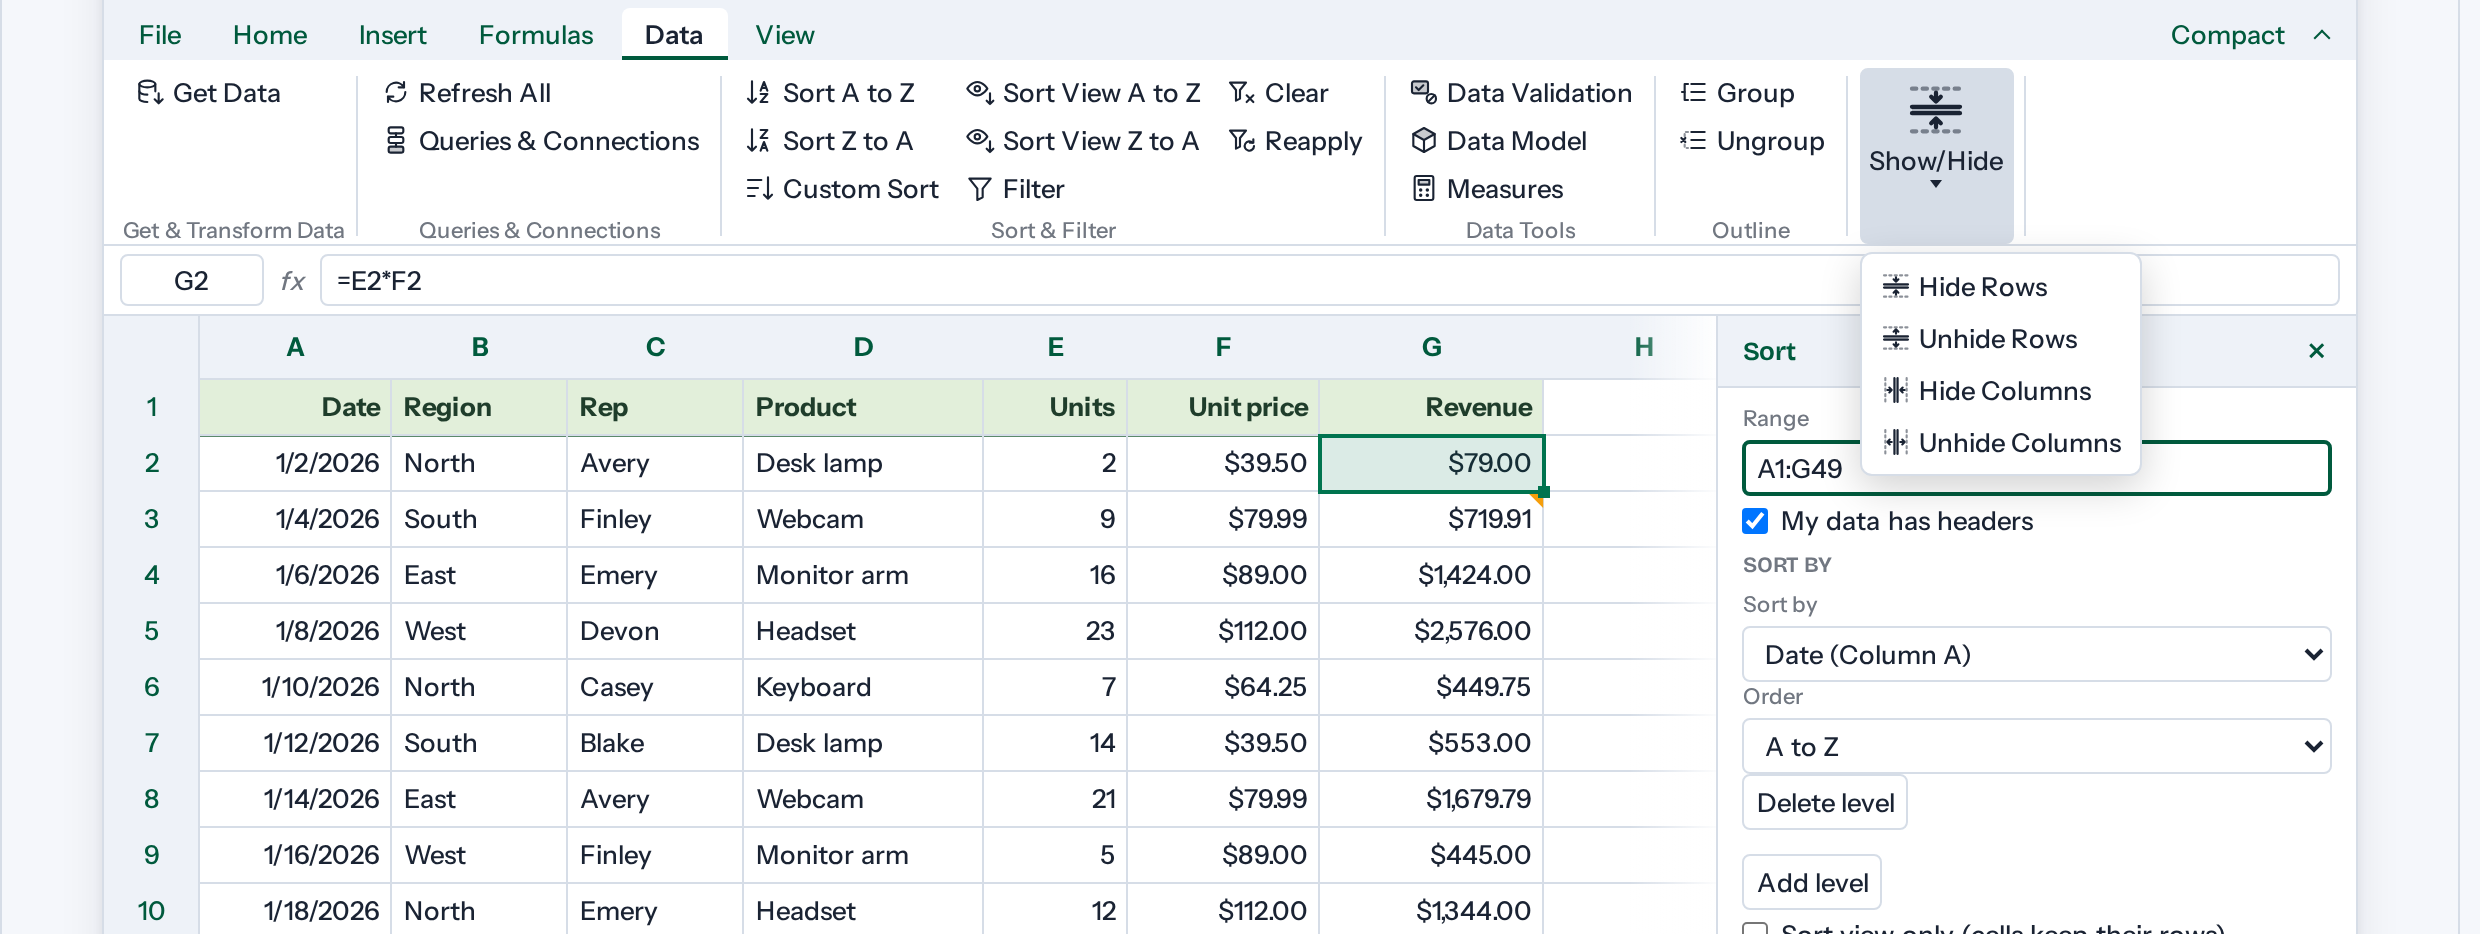 File Home Insert Formulas Data View Compact
Get Data Refresh All Sort A to Z Sort View A to Z Clear Data Validation Group
Queries & Connections Sort Z to A Sort View Z to A Reapply Data Model Ungroup Show/Hide
Custom Sort Filter Measures
Get & Transform Data Queries & Connections Sort & Filter Data Tools Outline
G2 fx =E2*F2
Hide Rows
Unhide Rows
Hide Columns
Unhide Columns
A B C D E F G H
1 Date Region Rep Product Units Unit price Revenue
2 1/2/2026 North Avery Desk lamp 2 $39.50 $79.00
3 1/4/2026 South Finley Webcam 9 $79.99 $719.91
4 1/6/2026 East Emery Monitor arm 16 $89.00 $1,424.00
5 1/8/2026 West Devon Headset 23 $112.00 $2,576.00
6 1/10/2026 North Casey Keyboard 7 $64.25 $449.75
7 1/12/2026 South Blake Desk lamp 14 $39.50 $553.00
8 1/14/2026 East Avery Webcam 21 $79.99 $1,679.79
9 1/16/2026 West Finley Monitor arm 5 $89.00 $445.00
10 1/18/2026 North Emery Headset 12 $112.00 $1,344.00
Sort
Range
A1:G49
My data has headers
SORT BY
Sort by
Date (Column A)
Order
A to Z
Delete level
Add level
Sort view only (cells keep their rows)